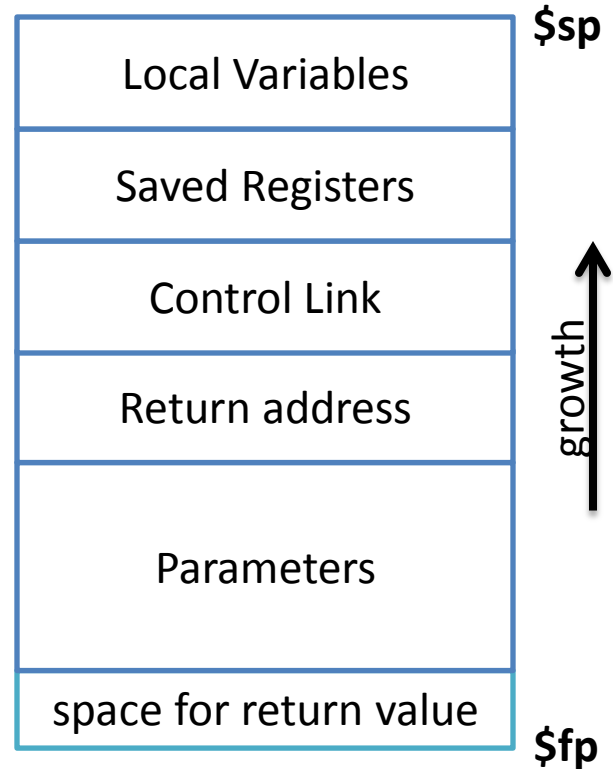 $sp
Local Variables
Saved Registers
Control Link
growth
Return address
Parameters
space for return value
$fp